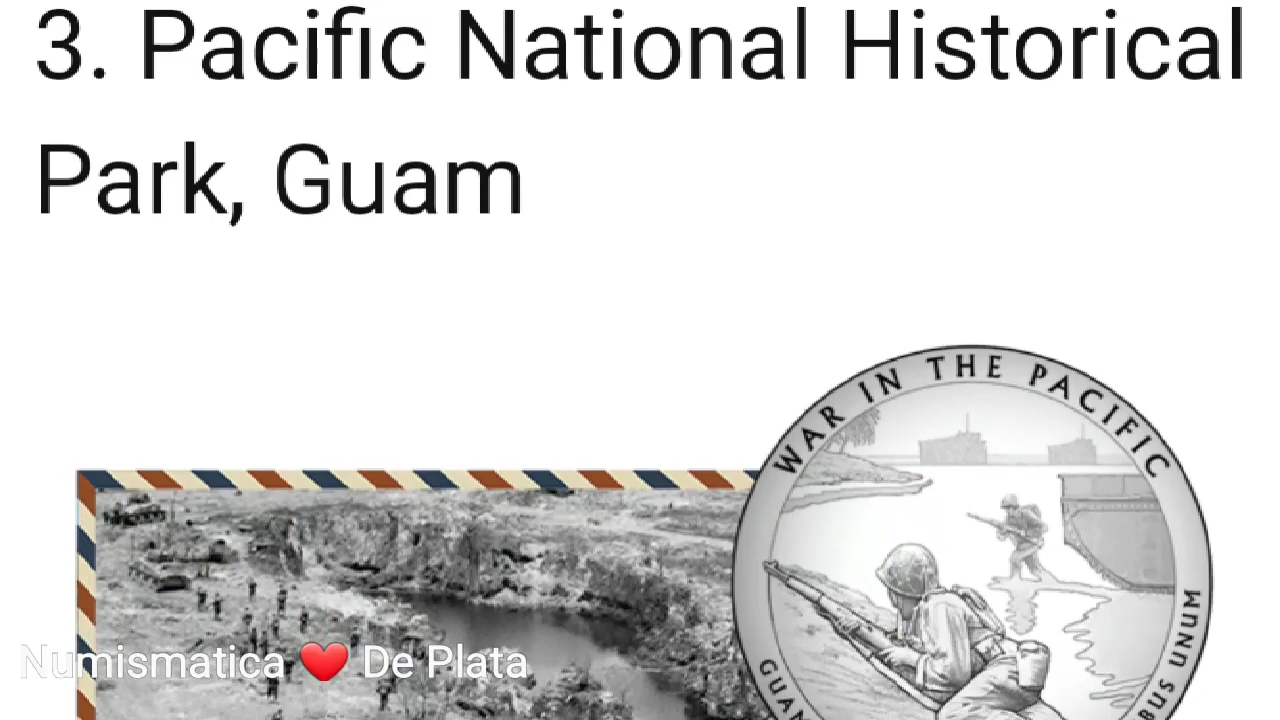 3. Pacific National Historical
Park, Guam
WAR IN THE PACIFIC
Numismatica ❤️ De Plata